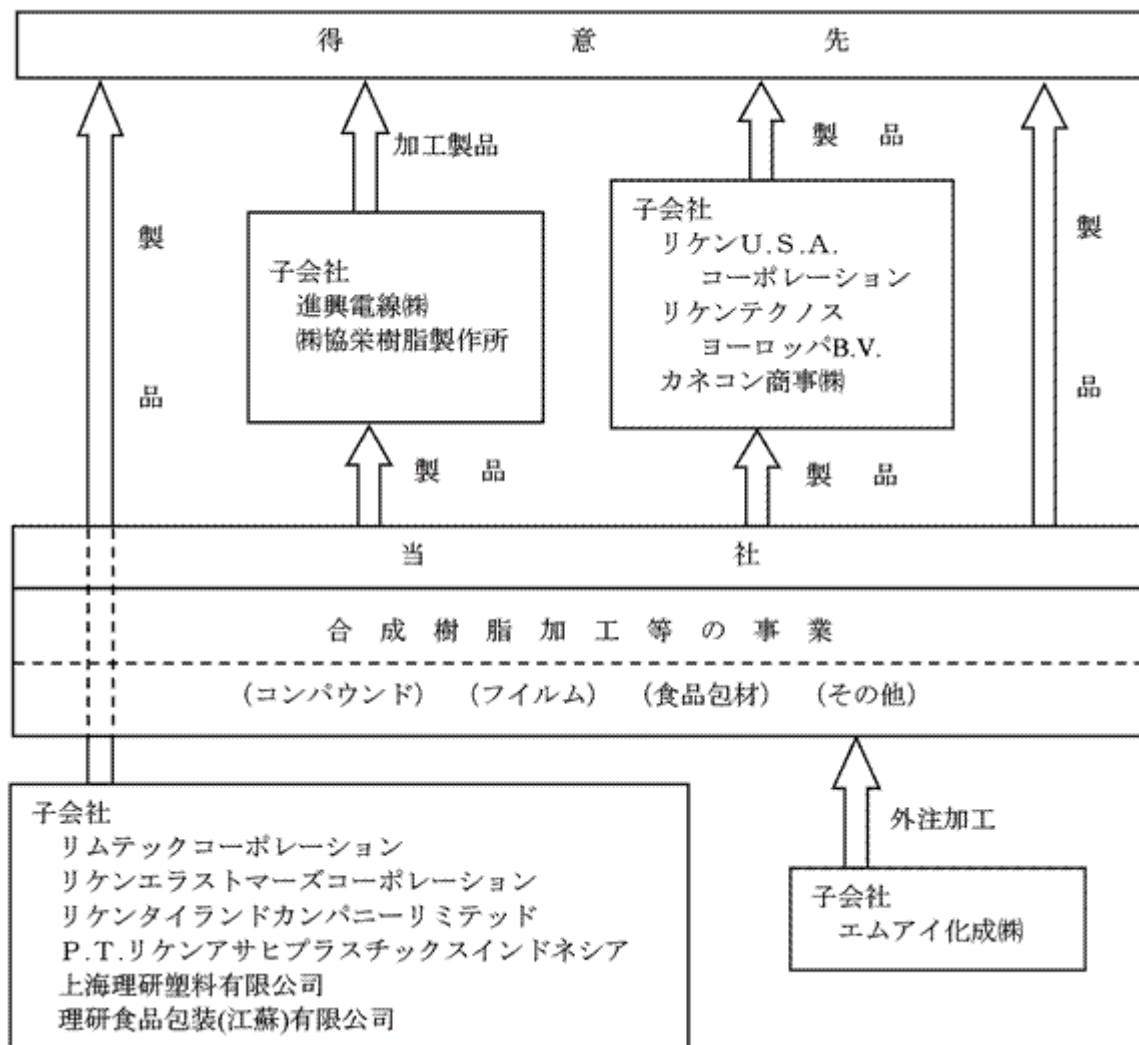 得意先
加工製品
製品
子会社
リケンU.S.A.
コーポレーション
リケンテクノス
ヨーロッパB.V.
カネコン商事㈱
子会社
進興電線㈱
㈱協栄樹脂製作所
製品
製品
製品
製品
当社
合成樹脂加工等の事業
（コンパウンド）（フイルム）（食品包材）（その他）
子会社
リムテックコーポレーション
リケンエラストマーズコーポレーション
リケンタイランドカンパニーリミテッド
P.T.リケンアサヒプラスチックスインドネシア
上海理研塑料有限公司
理研食品包装(江蘇)有限公司
外注加工
子会社
エムアイ化成㈱